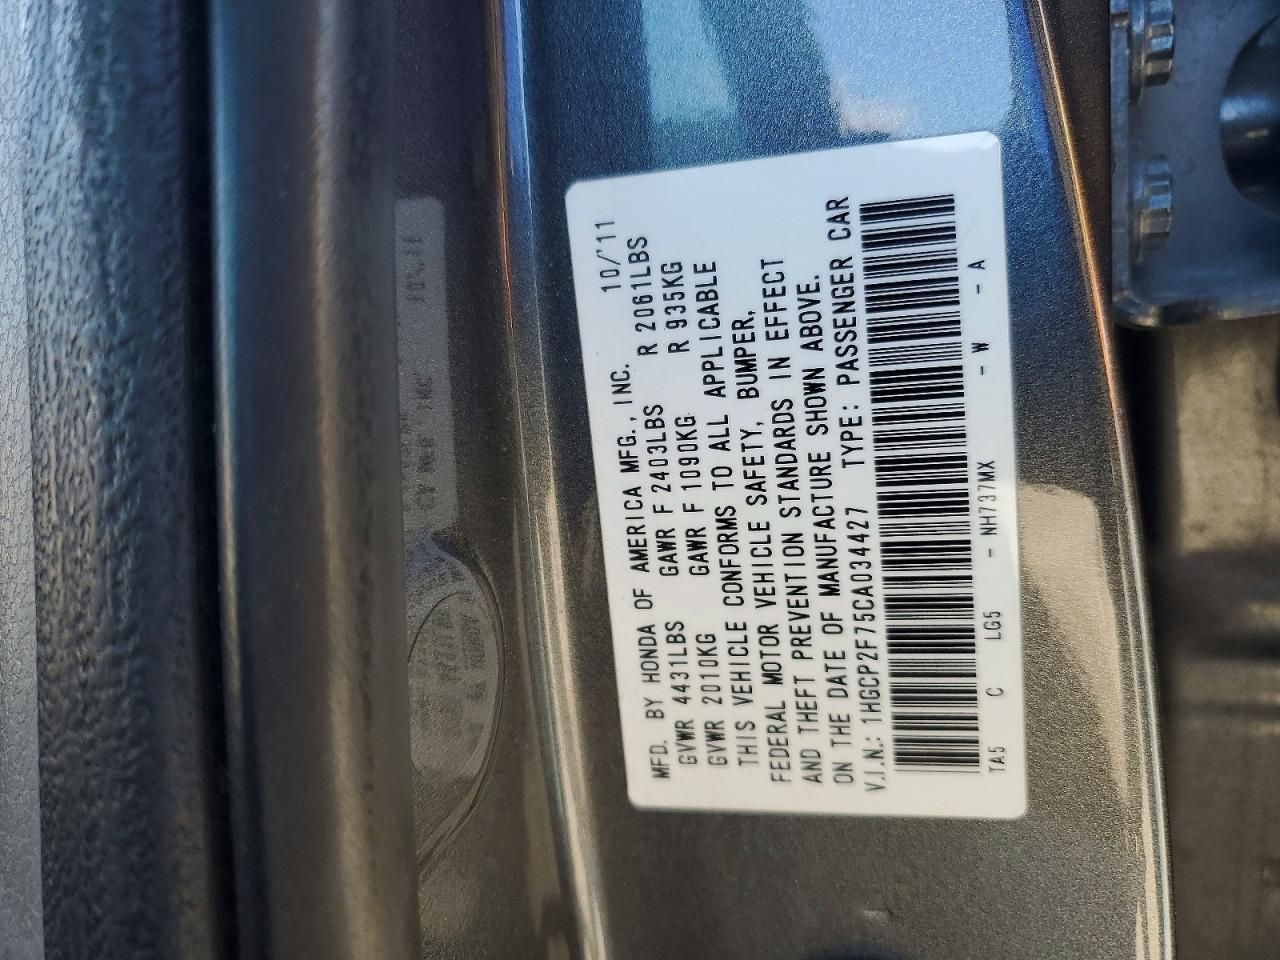 MFD. BY HONDA OF AMERICA MFG., INC. 10/'11
GVWR 4431LBS GAWR F 2403LBS R 2061LBS
GVWR 2010KG GAWR F 1090KG R 935KG
THIS VEHICLE CONFORMS TO ALL APPLICABLE
FEDERAL MOTOR VEHICLE SAFETY, BUMPER,
AND THEFT PREVENTION STANDARDS IN EFFECT
ON THE DATE OF MANUFACTURE SHOWN ABOVE.
V.I.N.: 1HGCP2F75CA034427 TYPE: PASSENGER CAR
TA5 C LG5 - NH737MX - W - A